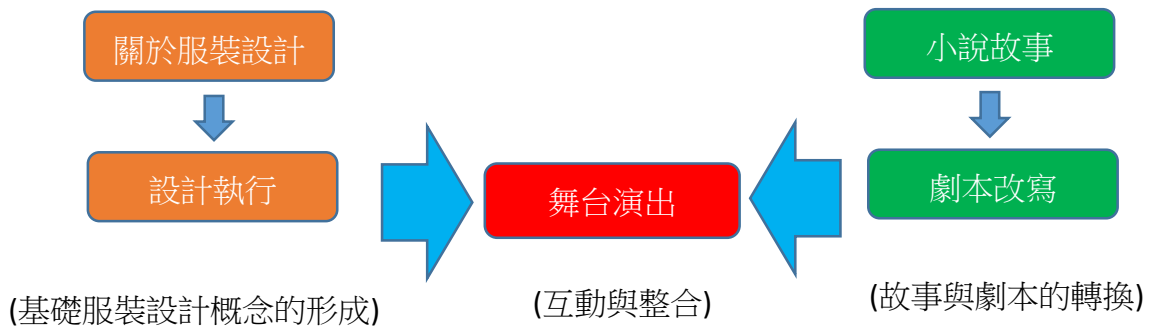 關於服裝設計
設計執行
(基礎服裝設計概念的形成)
舞台演出
(互動與整合)
小說故事
劇本改寫
(故事與劇本的轉換)